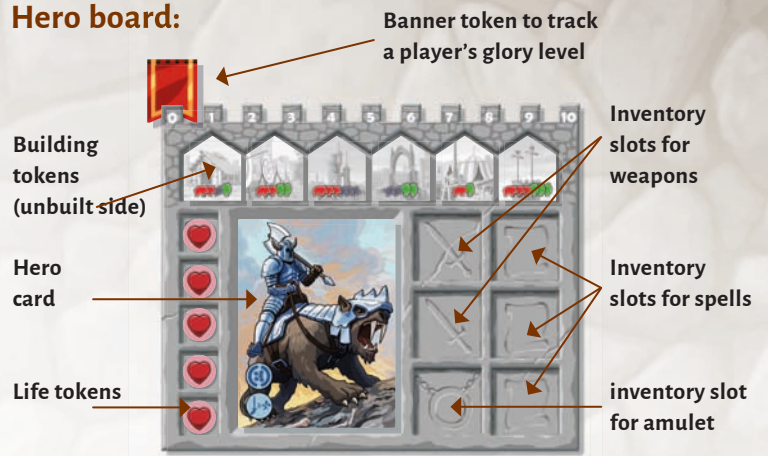 Hero board:
Banner token to track
a player's glory level
0 1 2 3 4 5 6 7 8 9 10
Building
tokens
(unbuilt side)
Inventory
slots for
weapons
Hero
card
Inventory
slots for spells
Life tokens
inventory slot
for amulet